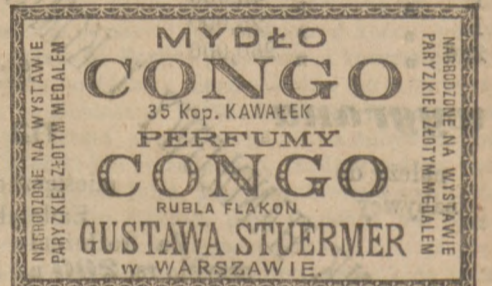 NAGRODZONE NA WYSTAWIE
PARYZKIEJ ZŁOTYM MEDALEM
MYDŁO
CONGO
35 Kop. KAWAŁEK
PERFUMY
CONGO
RUBLA FLAKON
GUSTAWA STUERMER
w WARSZAWIE.
NAGRODZONE NA WYSTAWIE
PARYZKIEJ ZŁOTYM MEDALEM